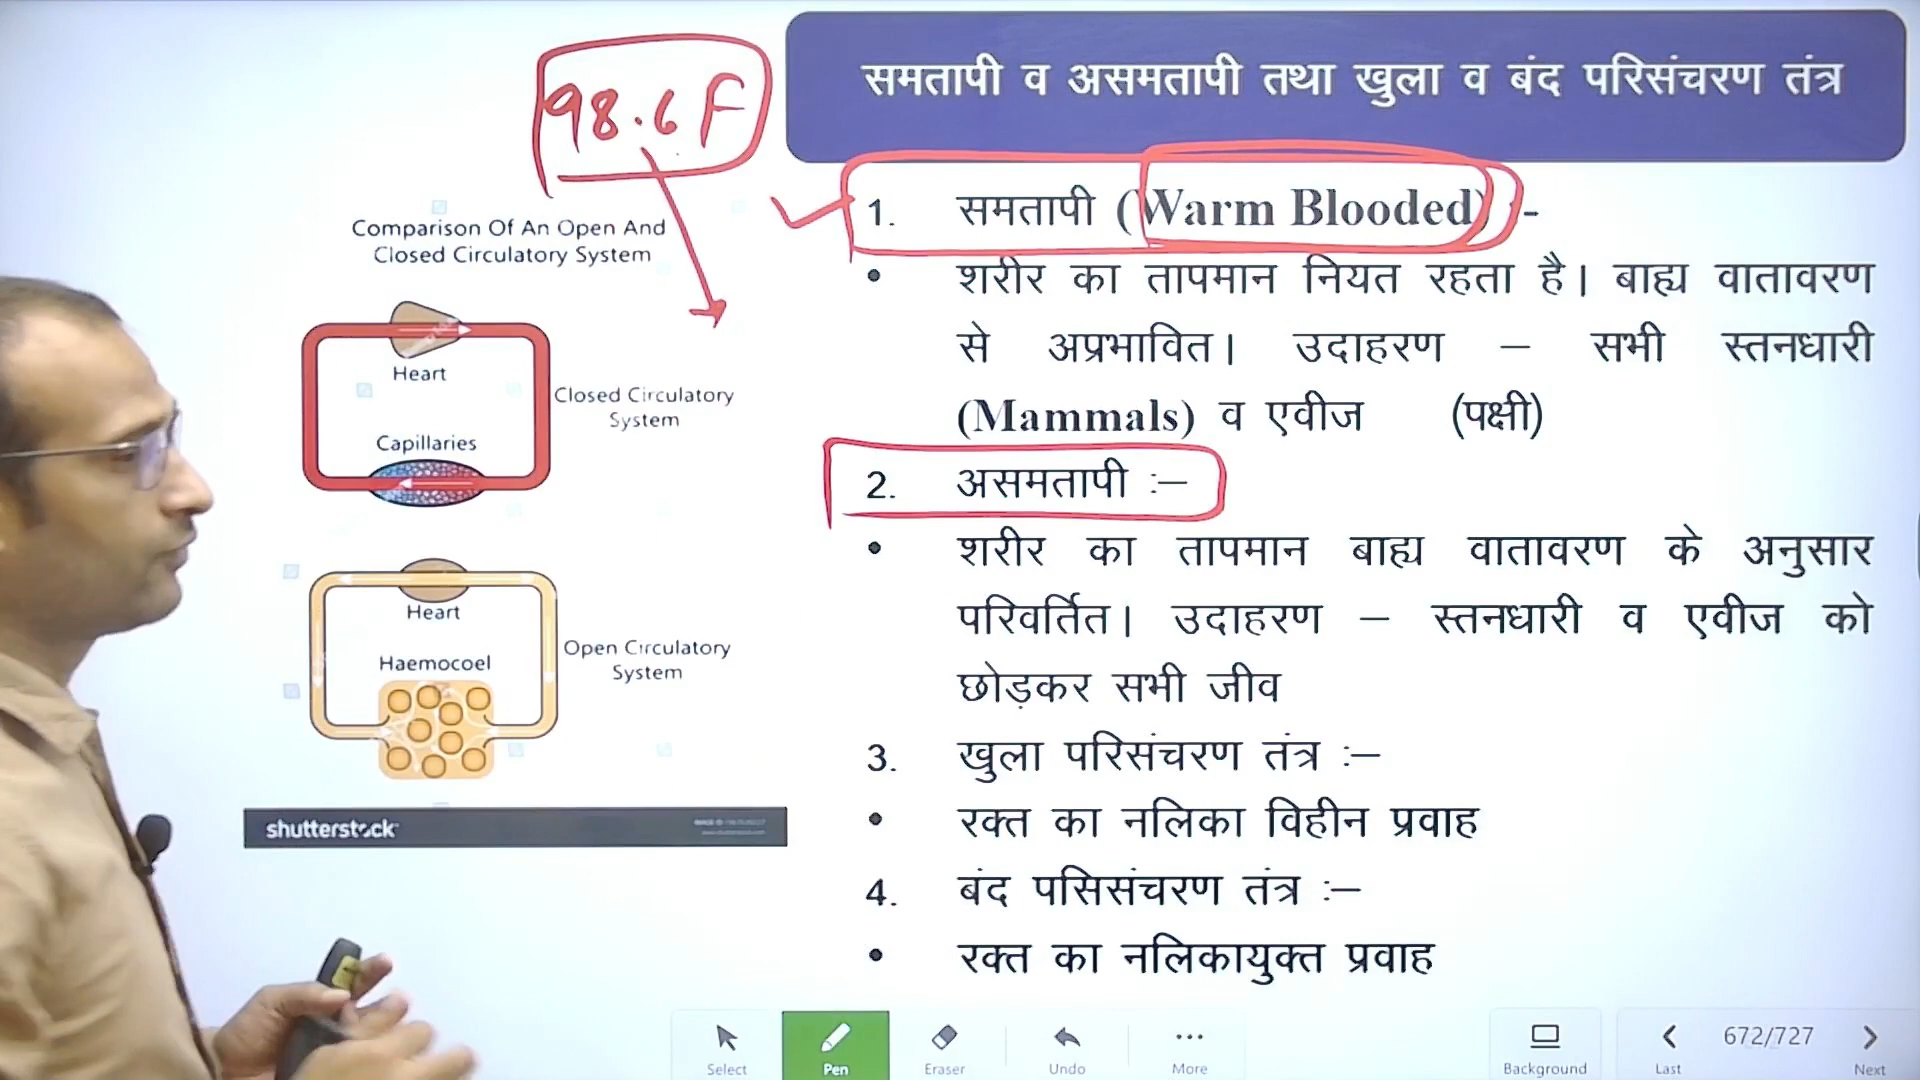 98.6 F
समतापी व असमतापी तथा खुला व बंद परिसंचरण तंत्र
1. समतापी (Warm Blooded) :-
• शरीर का तापमान नियत रहता है। बाह्य वातावरण
से अप्रभावित। उदाहरण – सभी स्तनधारी
(Mammals) व एवीज (पक्षी)
2. असमतापी :–
• शरीर का तापमान बाह्य वातावरण के अनुसार
परिवर्तित। उदाहरण – स्तनधारी व एवीज को
छोड़कर सभी जीव
3. खुला परिसंचरण तंत्र :–
• रक्त का नलिका विहीन प्रवाह
4. बंद पसिसंचरण तंत्र :–
• रक्त का नलिकायुक्त प्रवाह
Comparison Of An Open And
Closed Circulatory System
Heart
Closed Circulatory
System
Capillaries
Heart
Open Circulatory
System
Haemocoel
shutterstock
Select
Pen
Eraser
Undo
More
Background
Last
672/727
Next